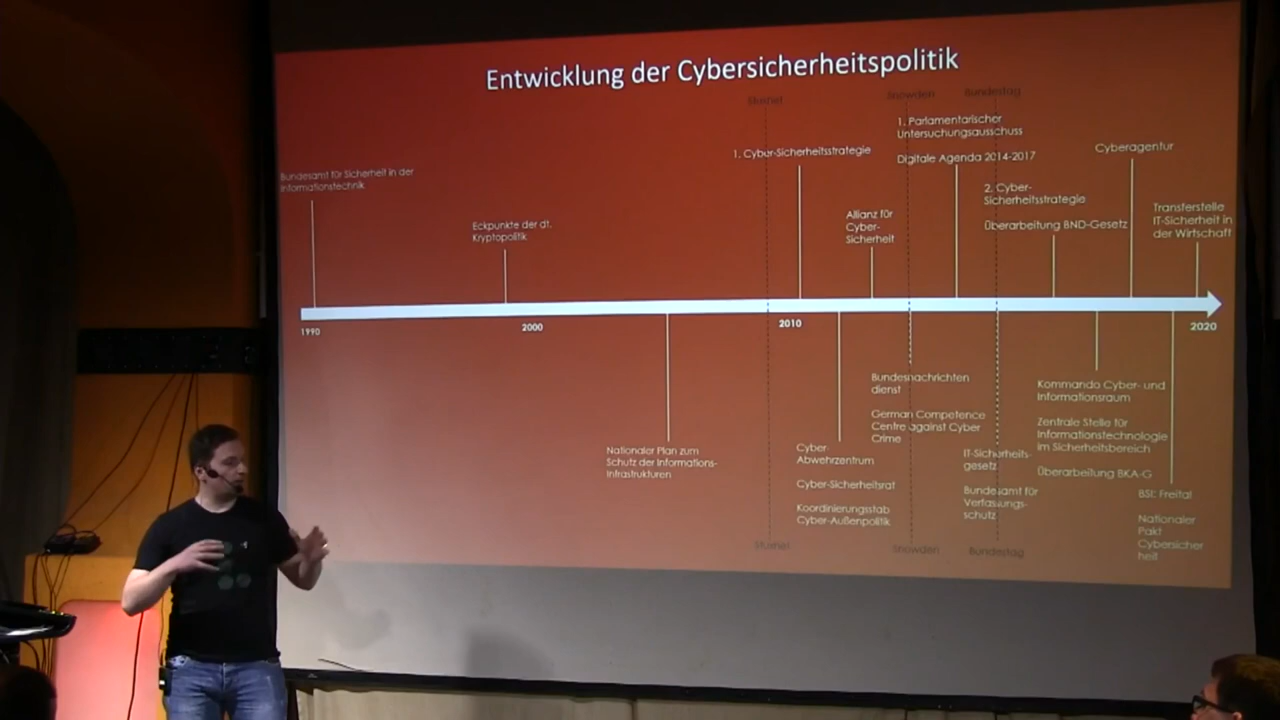 Entwicklung der Cybersicherheitspolitik
Stuxnet
Snowden
Bundestag
1. Parlamentarischer
Untersuchungsausschuss
Digitale Agenda 2014-2017
1. Cyber-Sicherheitsstrategie
Cyberagentur
Bundesamt für Sicherheit in der
Informationstechnik
2. Cyber-
Sicherheitsstrategie
Überarbeitung BND-Gesetz
Allianz für
Cyber-
Sicherheit
Transferstelle
IT-Sicherheit in
der Wirtschaft
Eckpunkte der dt.
Kryptopolitik
1990
2000
2010
2020
Nationaler Plan zum
Schutz der Informations-
infrastrukturen
Cyber-
Abwehrzentrum
Cyber-Sicherheitsrat
Koordinierungsstab
Cyber-Außenpolitik
Bundesnachrichten
dienst
German Competence
Centre against Cyber
Crime
IT-Sicherheits-
gesetz
Bundesamt für
Verfassungs-
schutz
Kommando Cyber- und
Informationsraum
Zentrale Stelle für
Informationstechnologie
im Sicherheitsbereich
Überarbeitung BKA-G
BSI: Freital
Nationaler
Pakt
Cybersicher
heit
Stuxnet
Snowden
Bundestag